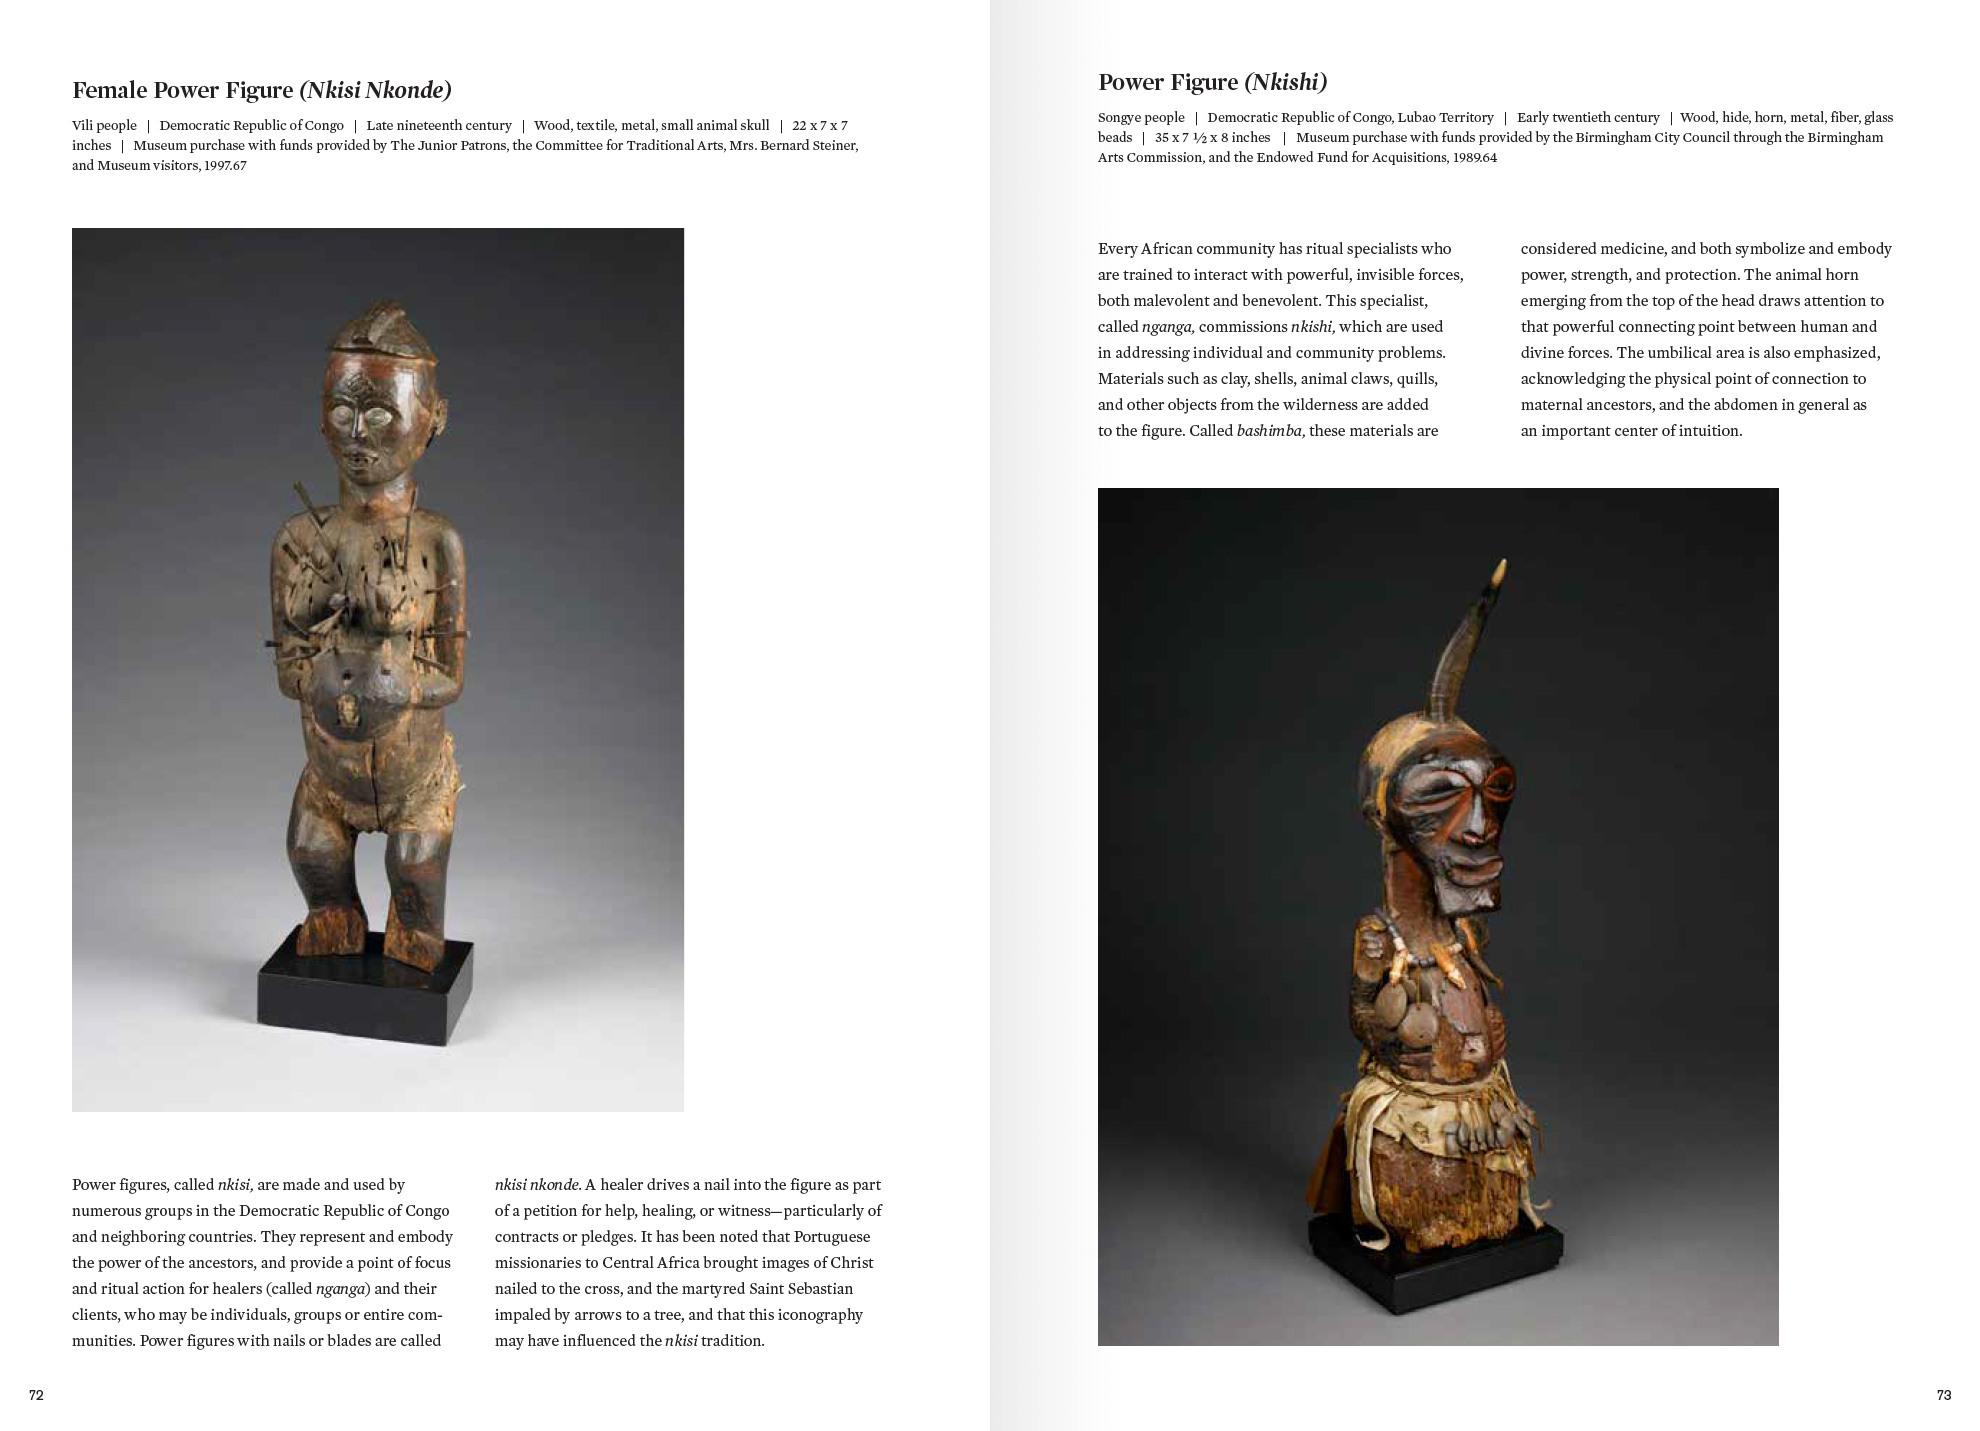 Female Power Figure (Nkisi Nkonde)
Vili people | Democratic Republic of Congo | Late nineteenth century | Wood, textile, metal, small animal skull | 22 x 7 x 7
inches | Museum purchase with funds provided by The Junior Patrons, the Committee for Traditional Arts, Mrs. Bernard Steiner,
and Museum visitors, 1997.67
Power figures, called nkisi, are made and used by
numerous groups in the Democratic Republic of Congo
and neighboring countries. They represent and embody
the power of the ancestors, and provide a point of focus
and ritual action for healers (called nganga) and their
clients, who may be individuals, groups or entire com-
munities. Power figures with nails or blades are called
nkisi nkonde. A healer drives a nail into the figure as part
of a petition for help, healing, or witness—particularly of
contracts or pledges. It has been noted that Portuguese
missionaries to Central Africa brought images of Christ
nailed to the cross, and the martyred Saint Sebastian
impaled by arrows to a tree, and that this iconography
may have influenced the nkisi tradition.
72
Power Figure (Nkishi)
Songye people | Democratic Republic of Congo, Lubao Territory | Early twentieth century | Wood, hide, horn, metal, fiber, glass
beads | 35 x 7 ½ x 8 inches | Museum purchase with funds provided by the Birmingham City Council through the Birmingham
Arts Commission, and the Endowed Fund for Acquisitions, 1989.64
Every African community has ritual specialists who
are trained to interact with powerful, invisible forces,
both malevolent and benevolent. This specialist,
called nganga, commissions nkishi, which are used
in addressing individual and community problems.
Materials such as clay, shells, animal claws, quills,
and other objects from the wilderness are added
to the figure. Called bashimba, these materials are
considered medicine, and both symbolize and embody
power, strength, and protection. The animal horn
emerging from the top of the head draws attention to
that powerful connecting point between human and
divine forces. The umbilical area is also emphasized,
acknowledging the physical point of connection to
maternal ancestors, and the abdomen in general as
an important center of intuition.
73